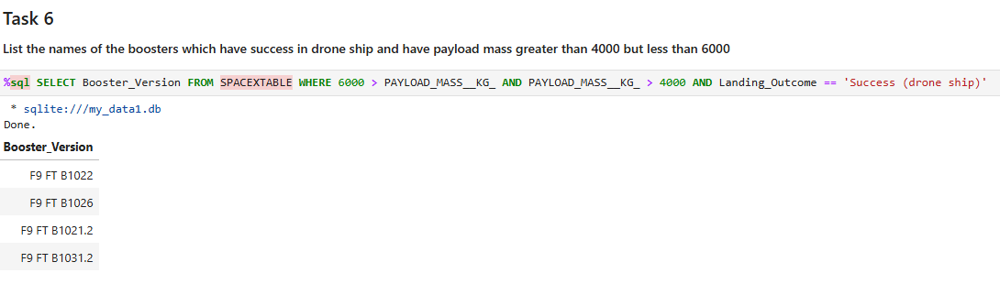 Task 6
List the names of the boosters which have success in drone ship and have payload mass greater than 4000 but less than 6000
%sql SELECT Booster_Version FROM SPACEXTABLE WHERE 6000 > PAYLOAD_MASS__KG_ AND PAYLOAD_MASS__KG_ > 4000 AND Landing_Outcome == 'Success (drone ship)'
* sqlite:///my_data1.db
Done.
Booster_Version
F9 FT B1022
F9 FT B1026
F9 FT B1021.2
F9 FT B1031.2